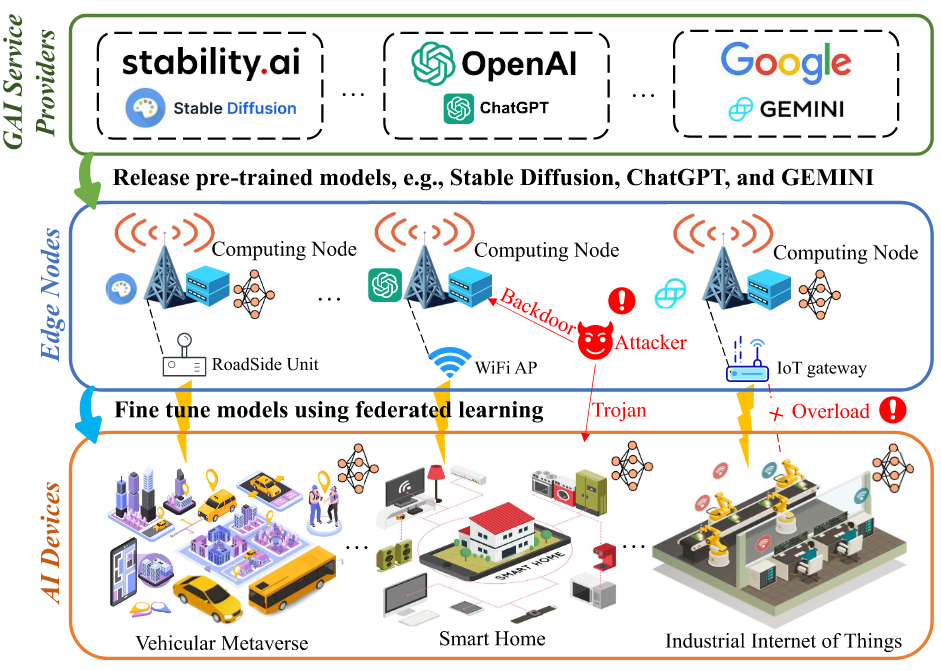 GAI Service
Providers
stability.ai
Stable Diffusion
...
OpenAI
ChatGPT
...
Google
GEMINI
Release pre-trained models, e.g., Stable Diffusion, ChatGPT, and GEMINI
Edge Nodes
Computing Node
...
RoadSide Unit
Computing Node
WiFi AP
Backdoor
!
Attacker
Computing Node
IoT gateway
Fine tune models using federated learning
Trojan
Overload
!
AI Devices
...
SMART HOME
...
Vehicular Metaverse
Smart Home
Industrial Internet of Things